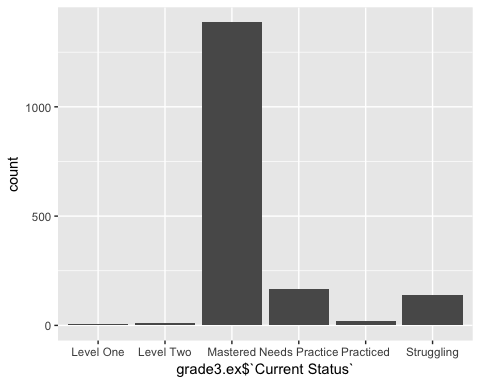 count
1000
500
0
Level One Level Two Mastered Needs Practice Practiced Struggling
grade3.ex$`Current Status`